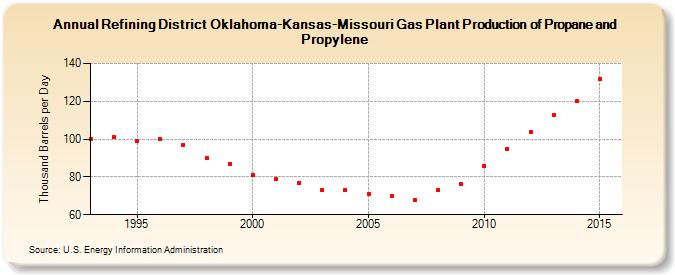 Annual Refining District Oklahoma-Kansas-Missouri Gas Plant Production of Propane and
Propylene
Thousand Barrels per Day
140
120
100
80
60
1995
2000
2005
2010
2015
Source: U.S. Energy Information Administration